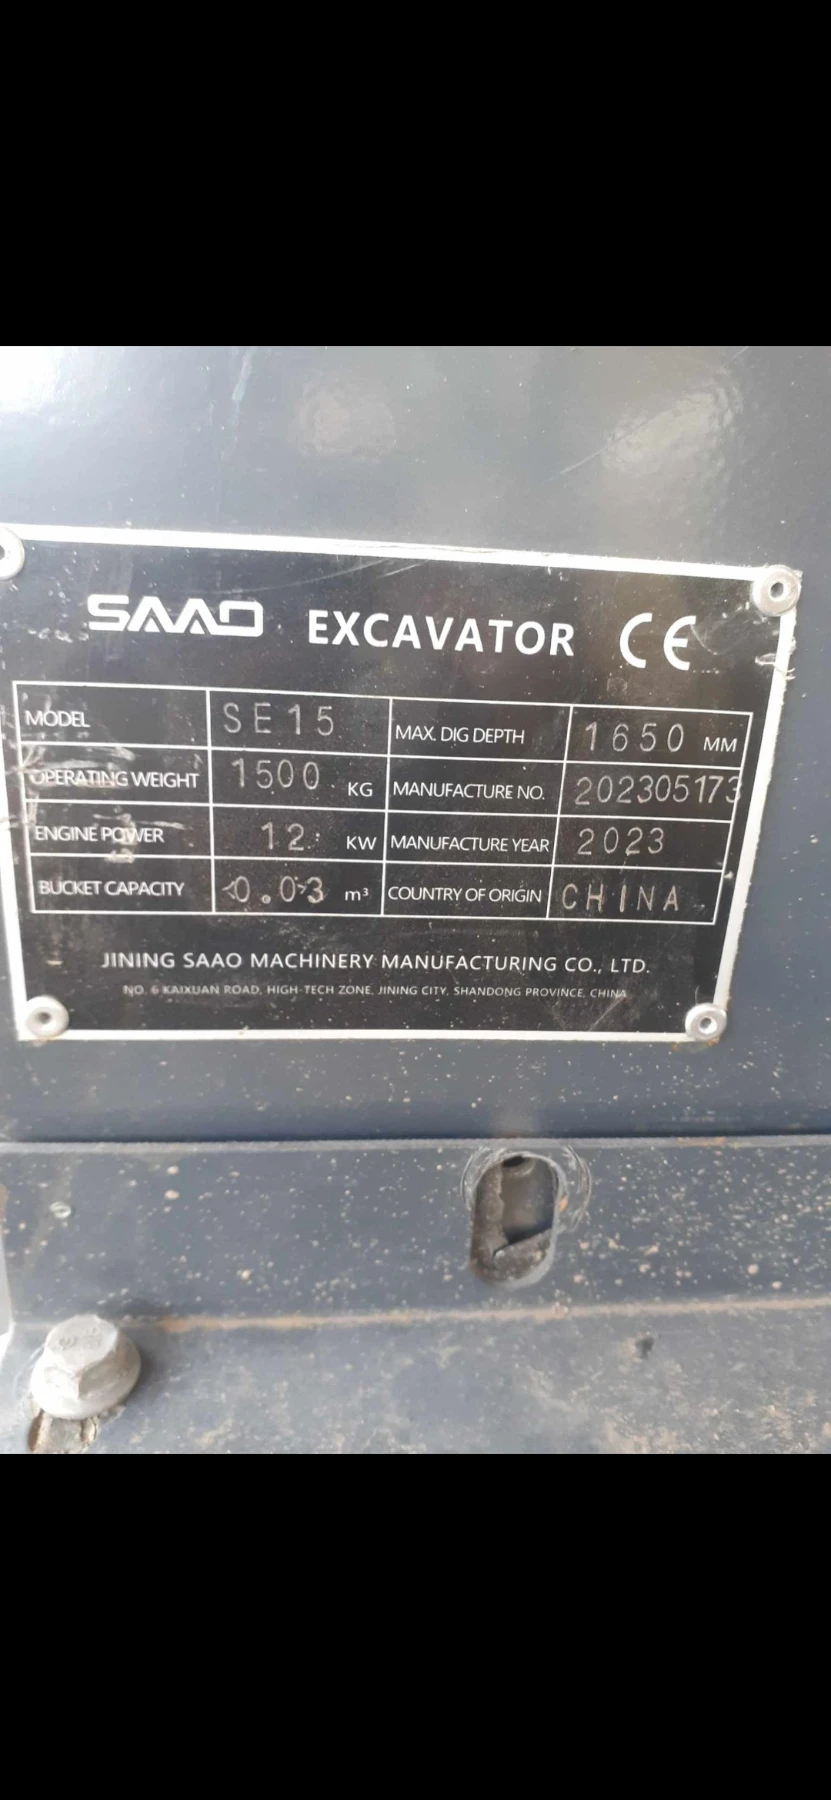 SAAO EXCAVATOR CE
MODEL SE15 MAX. DIG DEPTH 1650 MM
OPERATING WEIGHT 1500 KG MANUFACTURE NO. 202305173
ENGINE POWER 12 KW MANUFACTURE YEAR 2023
BUCKET CAPACITY 0.03 m³ COUNTRY OF ORIGIN CHINA
JINING SAAO MACHINERY MANUFACTURING CO., LTD.
NO. 6 KAIXUAN ROAD, HIGH-TECH ZONE, JINING CITY, SHANDONG PROVINCE, CHINA